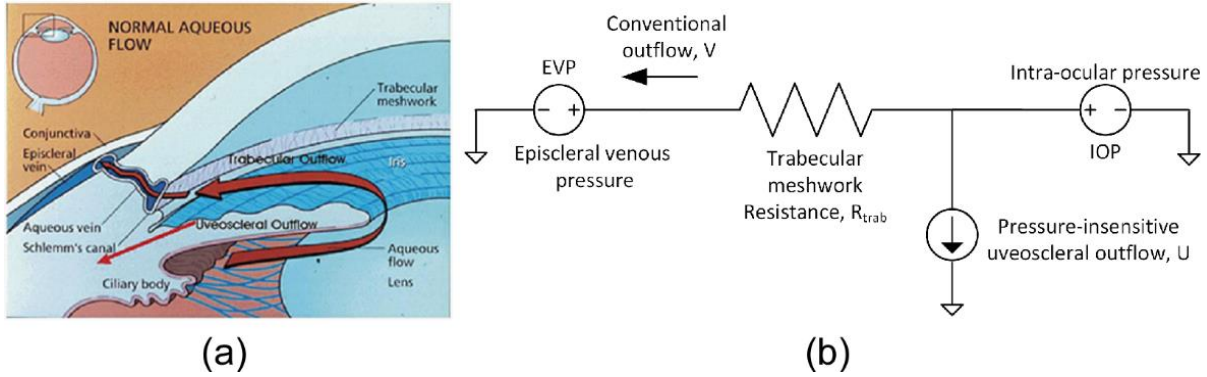 NORMAL AQUEOUS
FLOW
Trabecular
meshwork
Conjunctiva
Episcleral
vein
Trabecular Outflow
Iris
Aqueous vein
Schlemm's canal
Uveoscleral Outflow
Aqueous
flow
Ciliary body
Lens
(a)
Conventional
outflow, V
EVP
- +
Episcleral venous
pressure
Trabecular
meshwork
Resistance, Rtrab
Intra-ocular pressure
+ -
IOP
Pressure-insensitive
uveoscleral outflow, U
(b)